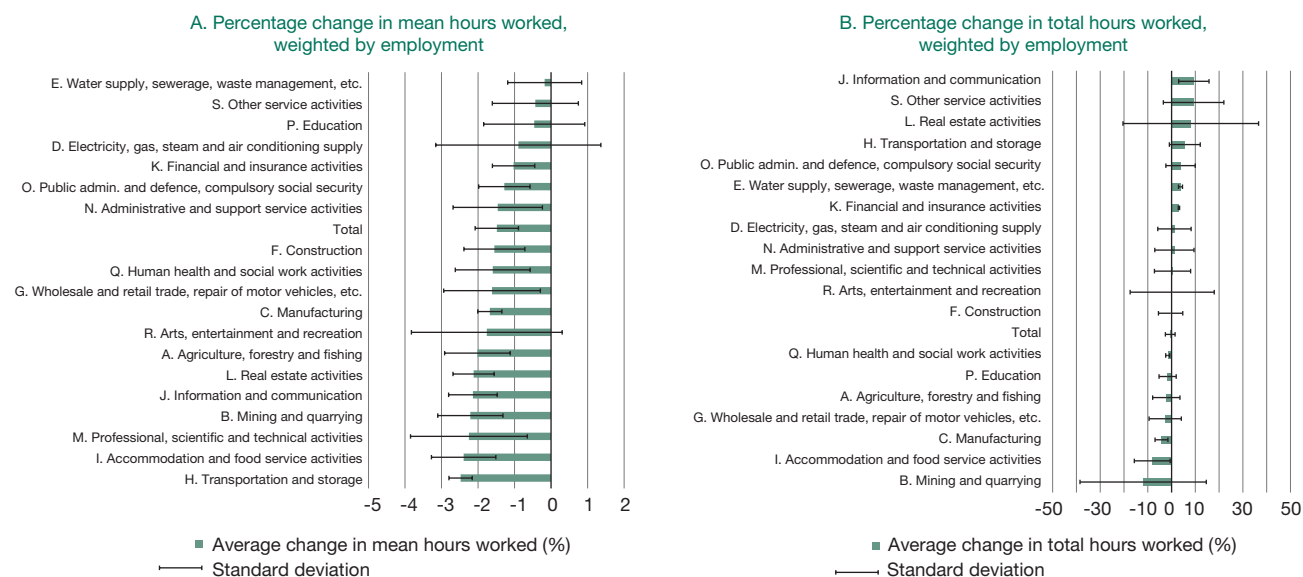 A. Percentage change in mean hours worked,
weighted by employment
E. Water supply, sewerage, waste management, etc.
S. Other service activities
P. Education
D. Electricity, gas, steam and air conditioning supply
K. Financial and insurance activities
O. Public admin. and defence, compulsory social security
N. Administrative and support service activities
Total
F. Construction
Q. Human health and social work activities
G. Wholesale and retail trade, repair of motor vehicles, etc.
C. Manufacturing
R. Arts, entertainment and recreation
A. Agriculture, forestry and fishing
L. Real estate activities
J. Information and communication
B. Mining and quarrying
M. Professional, scientific and technical activities
I. Accommodation and food service activities
H. Transportation and storage
-5 -4 -3 -2 -1 0 1 2
Average change in mean hours worked (%)
Standard deviation
B. Percentage change in total hours worked,
weighted by employment
J. Information and communication
S. Other service activities
L. Real estate activities
H. Transportation and storage
O. Public admin. and defence, compulsory social security
E. Water supply, sewerage, waste management, etc.
K. Financial and insurance activities
D. Electricity, gas, steam and air conditioning supply
N. Administrative and support service activities
M. Professional, scientific and technical activities
R. Arts, entertainment and recreation
F. Construction
Total
Q. Human health and social work activities
P. Education
A. Agriculture, forestry and fishing
G. Wholesale and retail trade, repair of motor vehicles, etc.
C. Manufacturing
I. Accommodation and food service activities
B. Mining and quarrying
-50 -30 -10 0 10 30 50
Average change in total hours worked (%)
Standard deviation